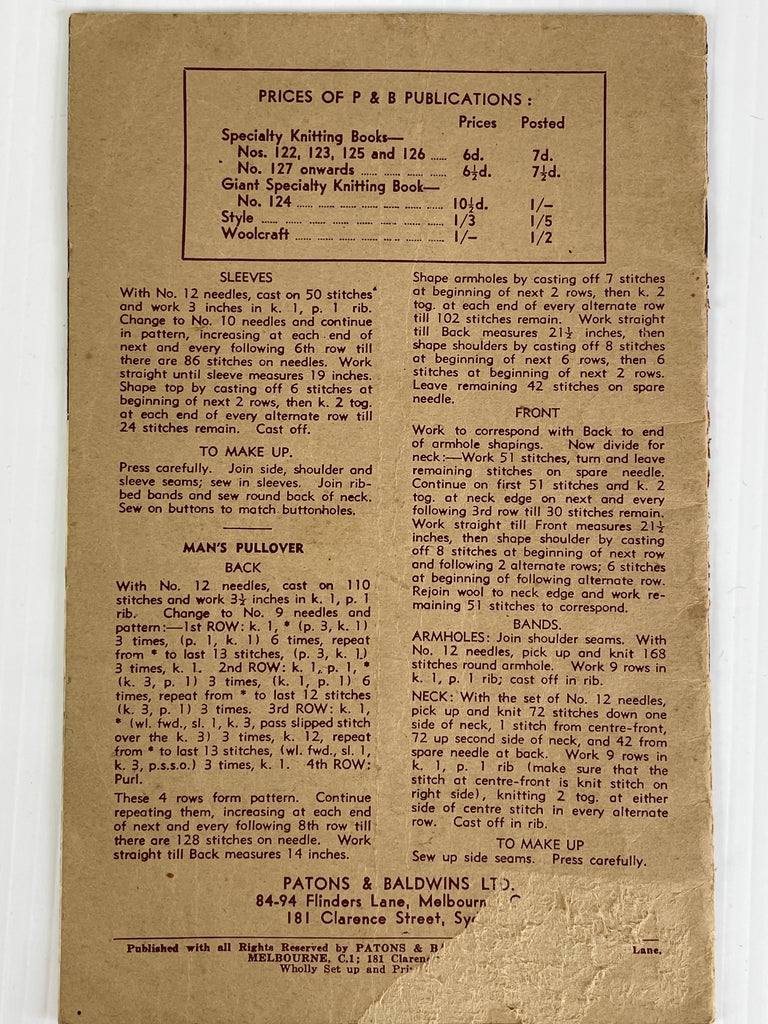 PRICES OF P & B PUBLICATIONS :
Prices Posted
Specialty Knitting Books—
Nos. 122, 123, 125 and 126 ...... 6d. 7d.
No. 127 onwards ...... ...... ...... ...... 6½d. 7½d.
Giant Specialty Knitting Book—
No. 124 ...... ...... ...... ...... ...... ...... 10½d. 1/–
Style ...... ...... ...... ...... ...... ...... ...... 1/3 1/5
Woolcraft ...... ...... ...... ...... ...... ...... 1/– 1/2
SLEEVES
With No. 12 needles, cast on 50 stitches
and work 3 inches in k. 1, p. 1 rib.
Change to No. 10 needles and continue
in pattern, increasing at each end of
next and every following 6th row till
there are 86 stitches on needles. Work
straight until sleeve measures 19 inches.
Shape top by casting off 6 stitches at
beginning of next 2 rows, then k. 2 tog.
at each end of every alternate row till
24 stitches remain. Cast off.
TO MAKE UP.
Press carefully. Join side, shoulder and
sleeve seams; sew in sleeves. Join rib-
bed bands and sew round back of neck.
Sew on buttons to match buttonholes.
MAN'S PULLOVER
BACK
With No. 12 needles, cast on 110
stitches and work 3½ inches in k. 1, p. 1
rib. Change to No. 9 needles and
pattern:—1st ROW: k. 1, * (p. 3, k. 1)
3 times, (p. 1, k. 1) 6 times, repeat
from * to last 13 stitches, (p. 3, k. 1)
3 times, k. 1. 2nd ROW: k. 1, p. 1, *
(k. 3, p. 1) 3 times, (k. 1, p. 1) 6
times, repeat from * to last 12 stitches
(k. 3, p. 1) 3 times. 3rd ROW: k. 1,
* (wl. fwd., sl. 1, k. 3, pass slipped stitch
over the k. 3) 3 times, k. 12, repeat
from * to last 13 stitches, (wl. fwd., sl. 1,
k. 3, p.s.s.o.) 3 times, k. 1. 4th ROW:
Purl.
These 4 rows form pattern. Continue
repeating them, increasing at each end
of next and every following 8th row till
there are 128 stitches on needle. Work
straight till Back measures 14 inches.
Shape armholes by casting off 7 stitches
at beginning of next 2 rows, then k. 2
tog. at each end of every alternate row
till 102 stitches remain. Work straight
till Back measures 21½ inches, then
shape shoulders by casting off 8 stitches
at beginning of next 6 rows, then 6
stitches at beginning of next 2 rows.
Leave remaining 42 stitches on spare
needle.
FRONT
Work to correspond with Back to end
of armhole shapings. Now divide for
neck:—Work 51 stitches, turn and leave
remaining stitches on spare needle.
Continue on first 51 stitches and k. 2
tog. at neck edge on next and every
following 3rd row till 30 stitches remain.
Work straight till Front measures 21½
inches, then shape shoulder by casting
off 8 stitches at beginning of next row
and following 2 alternate rows; 6 stitches
at beginning of following alternate row.
Rejoin wool to neck edge and work re-
maining 51 stitches to correspond.
BANDS.
ARMHOLES: Join shoulder seams. With
No. 12 needles, pick up and knit 168
stitches round armhole. Work 9 rows in
k. 1, p. 1 rib; cast off in rib.
NECK: With the set of No. 12 needles,
pick up and knit 72 stitches down one
side of neck, 1 stitch from centre-front,
72 up second side of neck, and 42 from
spare needle at back. Work 9 rows in
k. 1, p. 1 rib (make sure that the
stitch at centre-front is knit stitch on
right side), knitting 2 tog. at either
side of centre stitch in every alternate
row. Cast off in rib.
TO MAKE UP
Sew up side seams. Press carefully.
PATONS & BALDWINS LTD.
84-94 Flinders Lane, Melbourn
181 Clarence Street, Syd
Published with all Rights Reserved by PATONS & B Lane,
MELBOURNE, C.1; 181 Claren
Wholly Set up and Pri